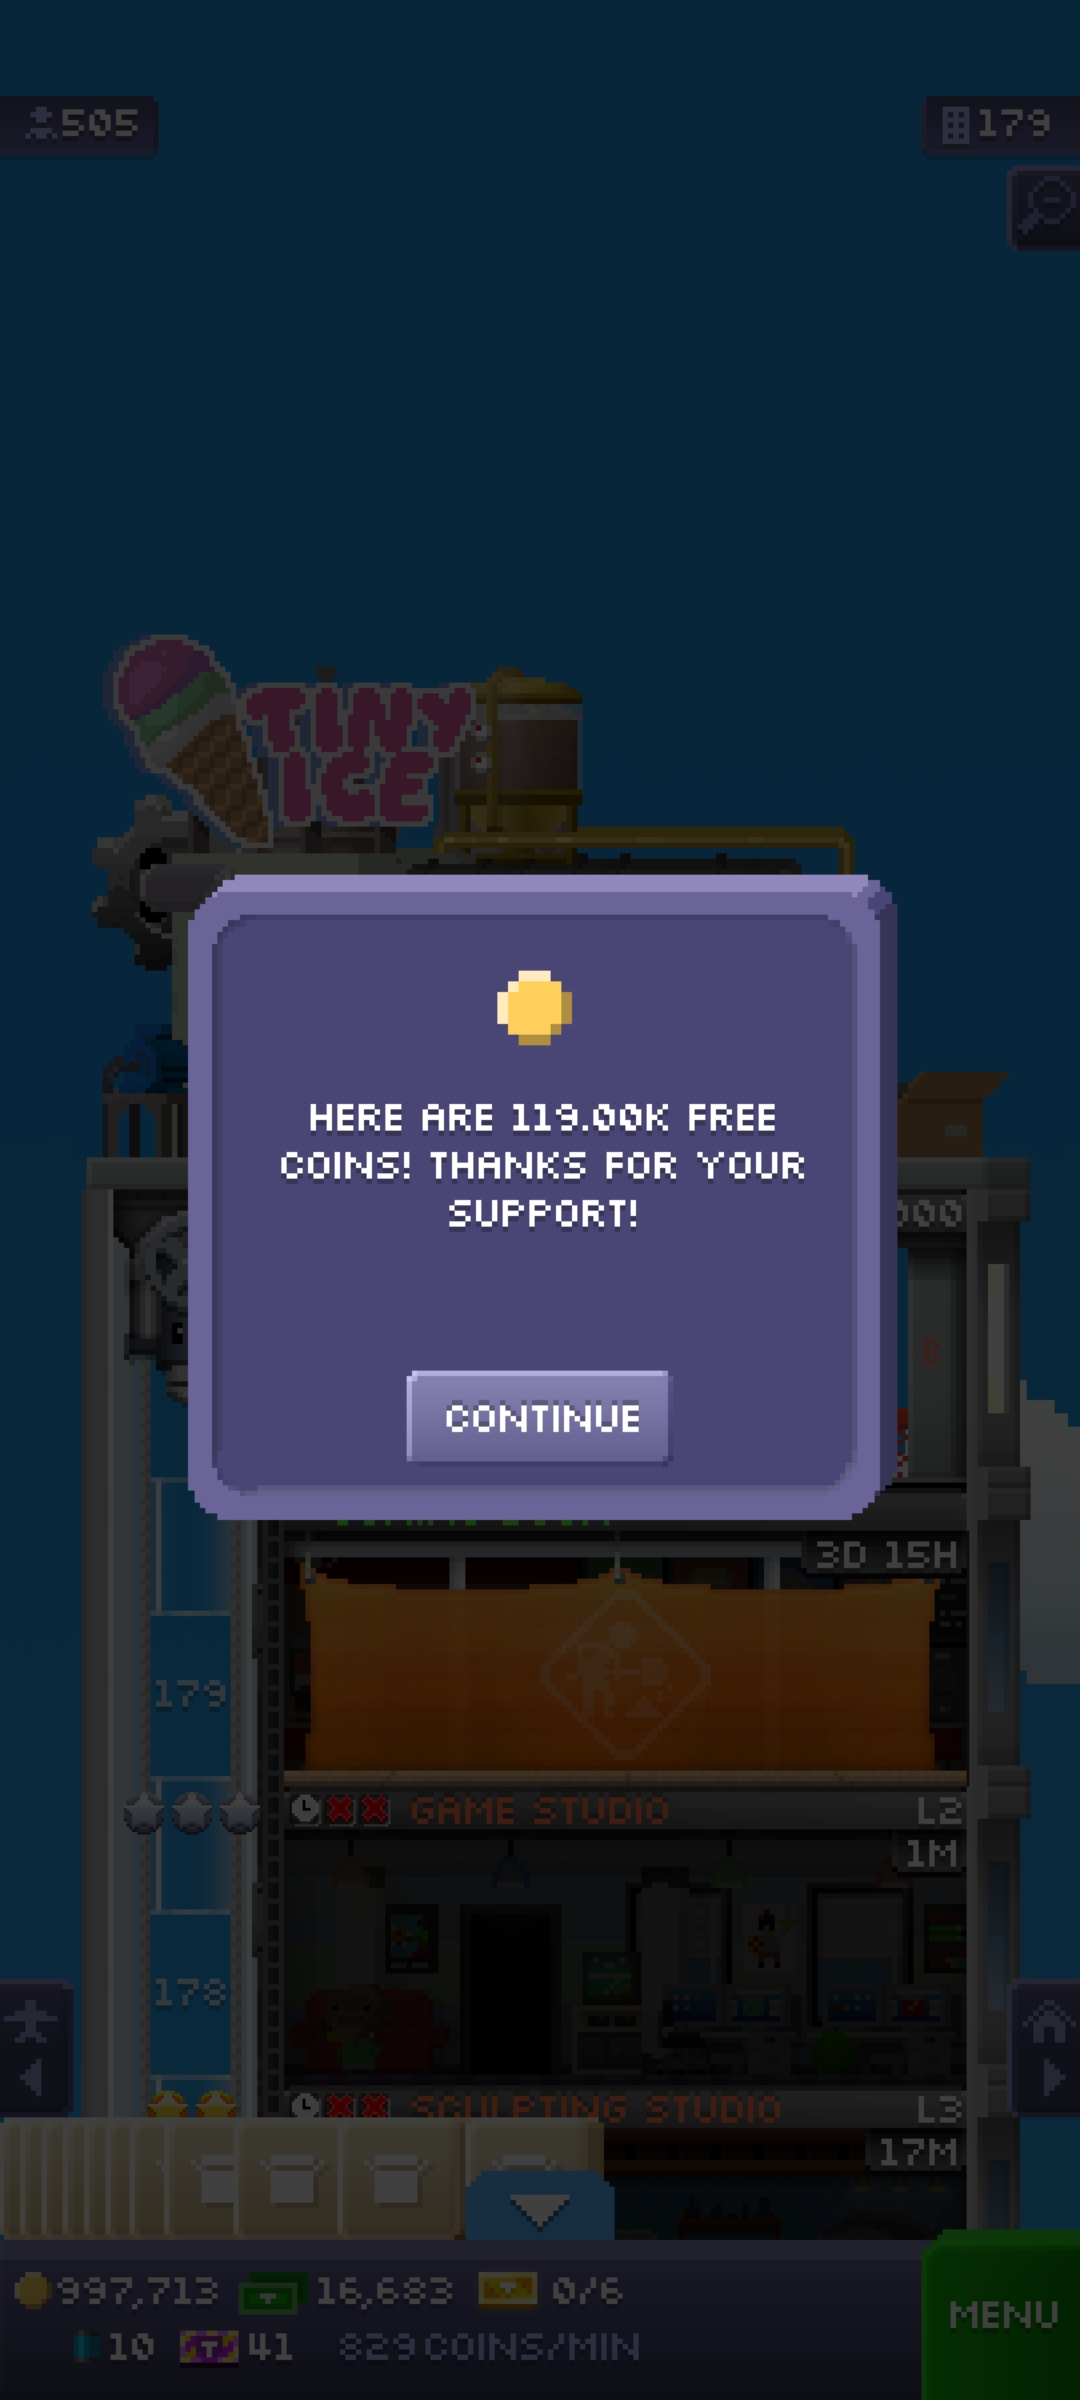 505
179
TINY
ICE
HERE ARE 119.00K FREE
COINS! THANKS FOR YOUR
SUPPORT!
CONTINUE
B
3D 15H
179
GAME STUDIO
L2
1M
178
SCULPTING STUDIO
L3
17M
997,713
16,683
0/6
MENU
10
41
829 COINS/MIN